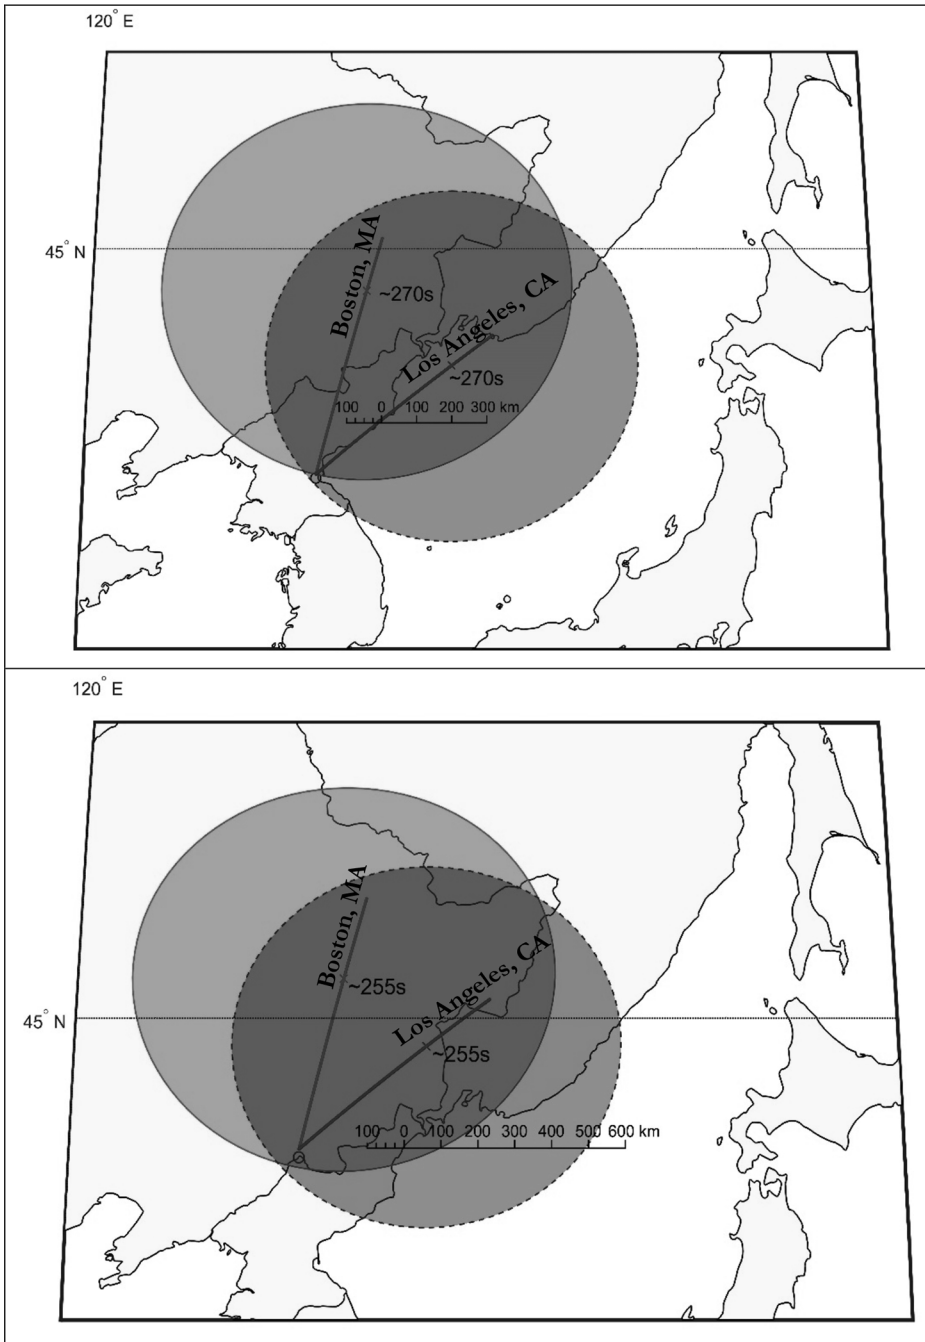 120° E
45° N
Boston, MA
~270s
Los Angeles, CA
~270s
100 0 100 200 300 km
120° E
Boston, MA
~255s
Los Angeles, CA
45° N
~255s
100 0 100 200 300 400 500 600 km